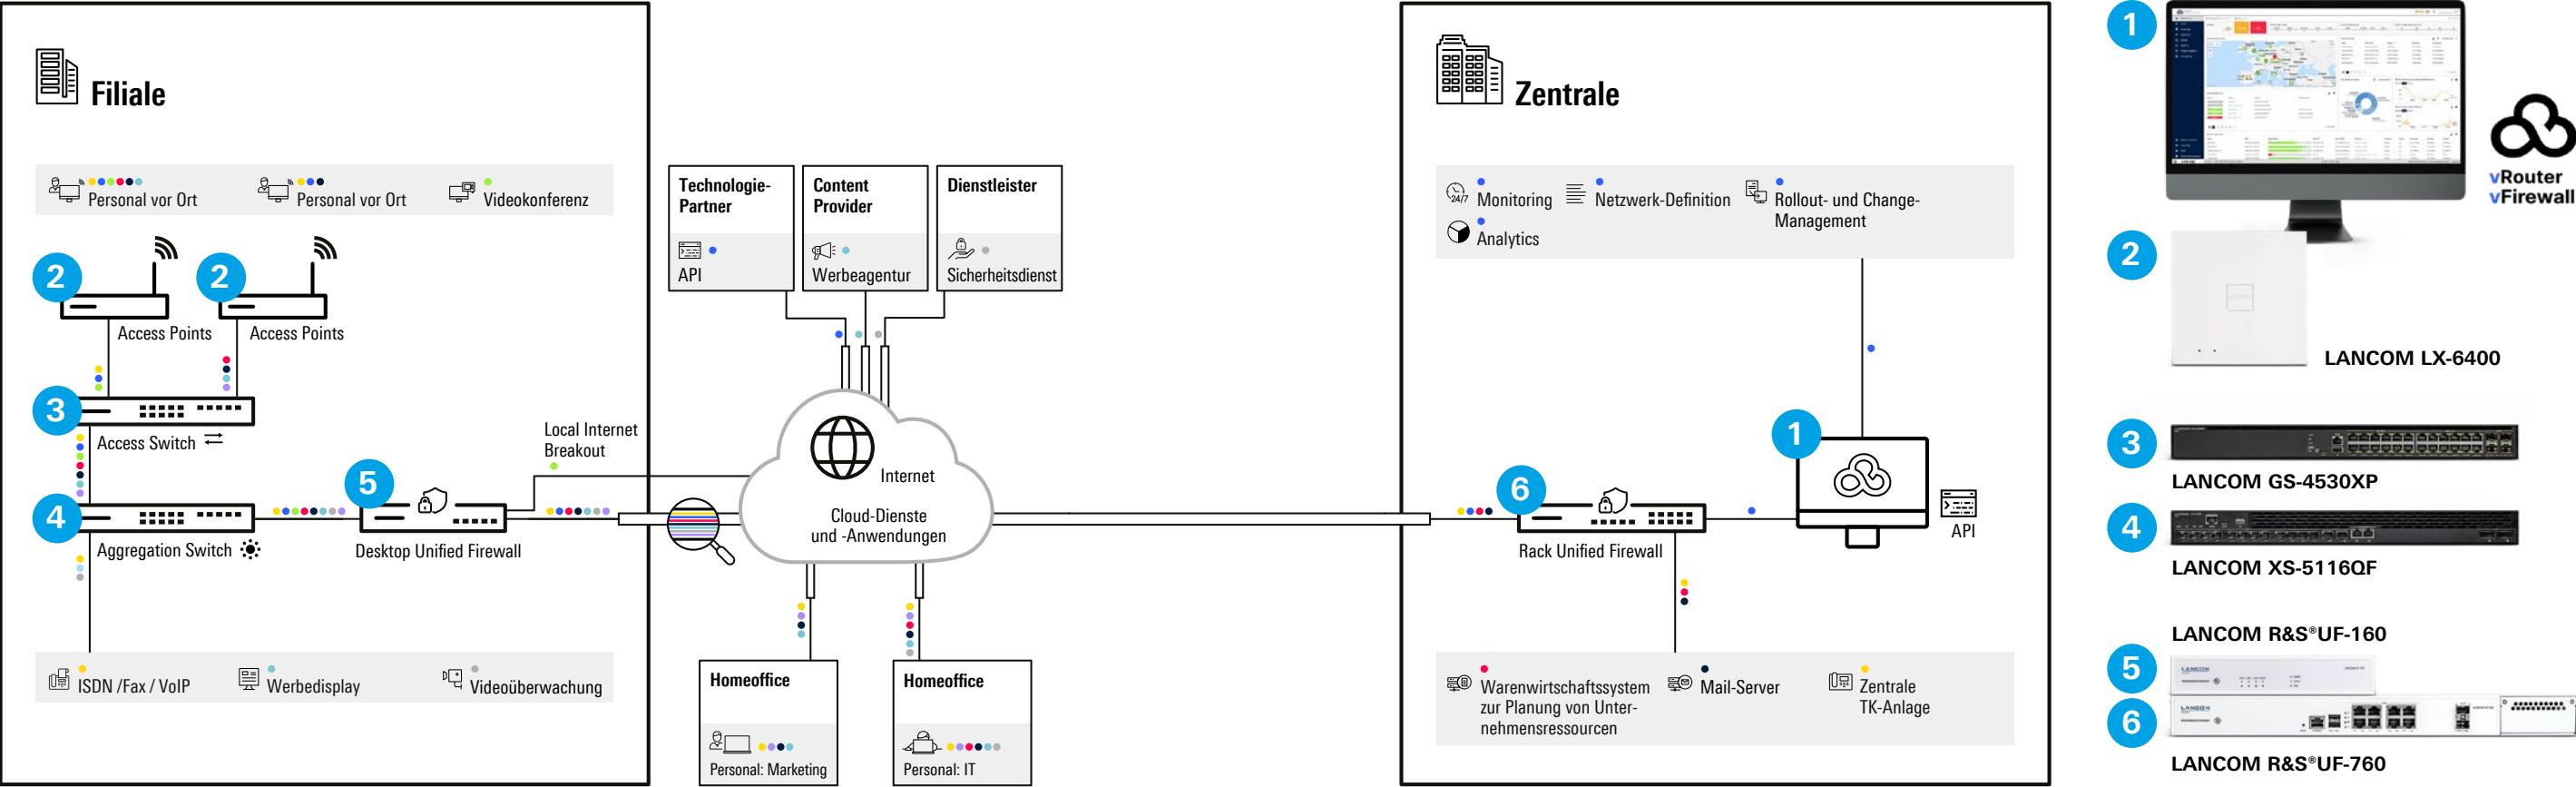 Filiale
Personal vor Ort
Personal vor Ort
Videokonferenz
2
2
Access Points
Access Points
3
Access Switch
4
Aggregation Switch
5
Desktop Unified Firewall
Local Internet
Breakout
ISDN /Fax / VoIP
Werbedisplay
Videoüberwachung
Technologie-
Partner
API
Content
Provider
Werbeagentur
Dienstleister
Sicherheitsdienst
Internet
Cloud-Dienste
und -Anwendungen
Homeoffice
Personal: Marketing
Homeoffice
Personal: IT
Zentrale
24/7
Monitoring
Netzwerk-Definition
Rollout- und Change-
Management
Analytics
1
API
6
Rack Unified Firewall
Warenwirtschaftssystem
zur Planung von Unter-
nehmensressourcen
Mail-Server
Zentrale
TK-Anlage
1
vRouter
vFirewall
2
LANCOM LX-6400
3
LANCOM GS-4530XP
4
LANCOM XS-5116QF
LANCOM R&S®UF-160
5
LANCOM
6
LANCOM
LANCOM R&S®UF-760